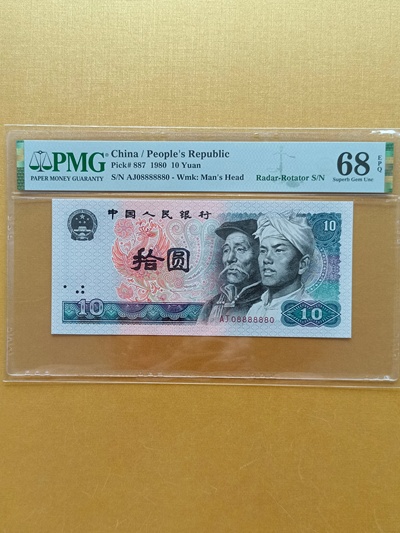 PMG
PAPER MONEY GUARANTY
China / People's Republic
Pick# 887 1980 10 Yuan
S/N AJ08888880 - Wmk: Man's Head
Radar-Rotator S/N
68 EPQ
Superb Gem Unc
中国人民银行
10
拾圆
10
AJ08888880
10